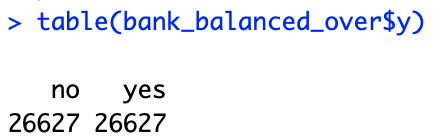 > table(bank_balanced_over$y)
no yes
26627 26627